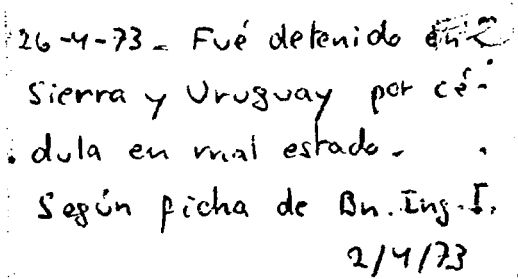 26-4-73 - Fué detenido en
Sierra y Uruguay por cé-
dula en mal estado.
Según ficha de Bn. Ing. I.
2/4/73